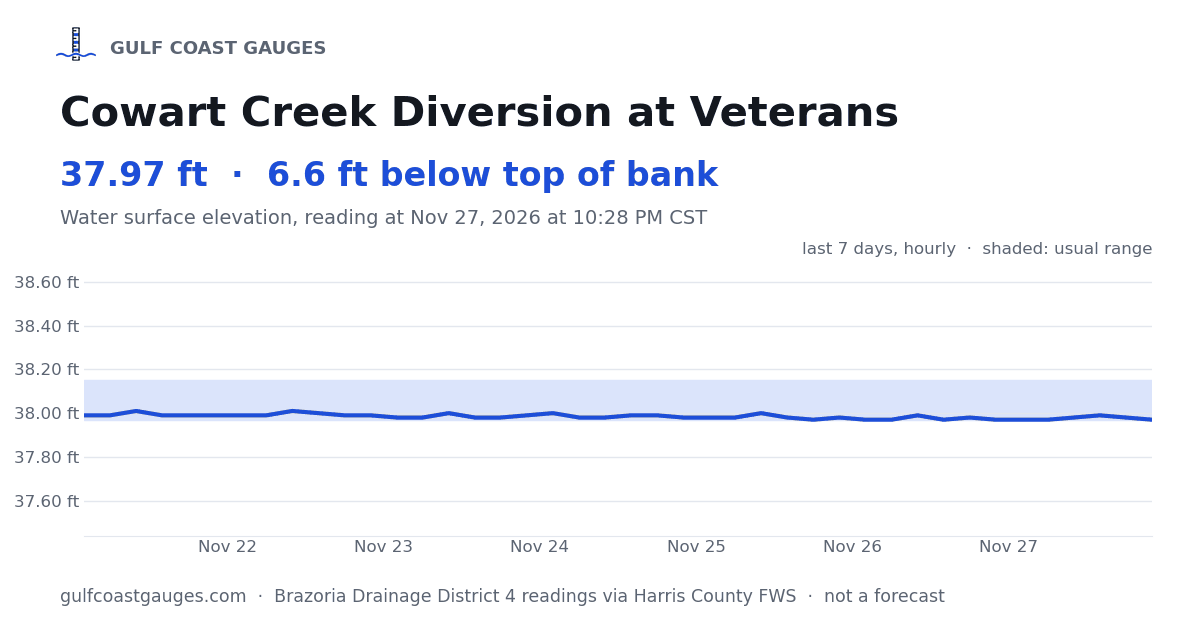 GULF COAST GAUGES
Cowart Creek Diversion at Veterans
37.97 ft · 6.6 ft below top of bank
Water surface elevation, reading at Nov 27, 2026 at 10:28 PM CST
last 7 days, hourly · shaded: usual range
38.60 ft
38.40 ft
38.20 ft
38.00 ft
37.80 ft
37.60 ft
Nov 22 Nov 23 Nov 24 Nov 25 Nov 26 Nov 27
gulfcoastgauges.com · Brazoria Drainage District 4 readings via Harris County FWS · not a forecast